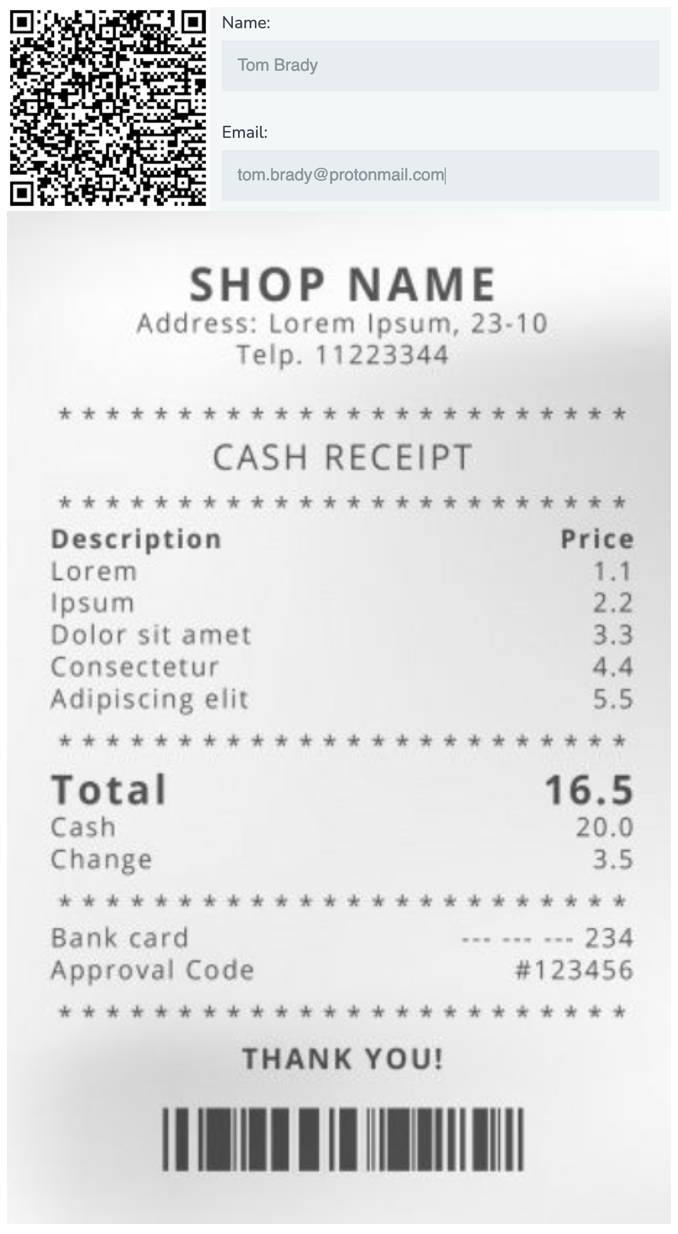 Name:
Tom Brady
Email:
tom.brady@protonmail.com
SHOP NAME
Address: Lorem Ipsum, 23-10
Telp. 11223344
* * * * * * * * * * * * * * * * * * * * * * * *
CASH RECEIPT
* * * * * * * * * * * * * * * * * * * * * * * *
Description Price
Lorem 1.1
Ipsum 2.2
Dolor sit amet 3.3
Consectetur 4.4
Adipiscing elit 5.5
* * * * * * * * * * * * * * * * * * * * * * * *
Total 16.5
Cash 20.0
Change 3.5
* * * * * * * * * * * * * * * * * * * * * * * *
Bank card --- --- --- 234
Approval Code #123456
* * * * * * * * * * * * * * * * * * * * * * * *
THANK YOU!